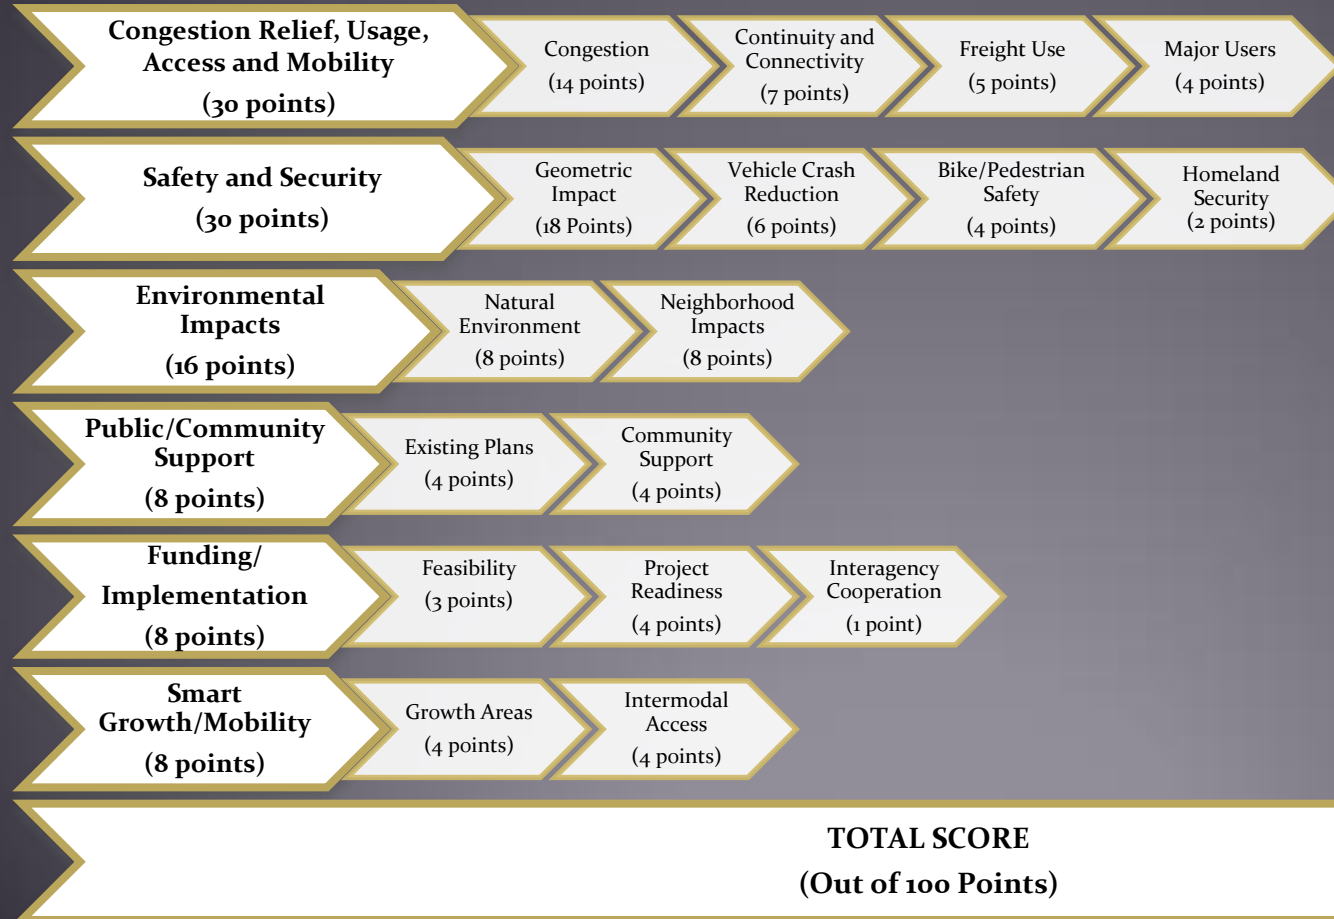 Congestion Relief, Usage,
Access and Mobility
(30 points)
Congestion
(14 points)
Continuity and
Connectivity
(7 points)
Freight Use
(5 points)
Major Users
(4 points)
Safety and Security
(30 points)
Geometric
Impact
(18 Points)
Vehicle Crash
Reduction
(6 points)
Bike/Pedestrian
Safety
(4 points)
Homeland
Security
(2 points)
Environmental
Impacts
(16 points)
Natural
Environment
(8 points)
Neighborhood
Impacts
(8 points)
Public/Community
Support
(8 points)
Existing Plans
(4 points)
Community
Support
(4 points)
Funding/
Implementation
(8 points)
Feasibility
(3 points)
Project
Readiness
(4 points)
Interagency
Cooperation
(1 point)
Smart
Growth/Mobility
(8 points)
Growth Areas
(4 points)
Intermodal
Access
(4 points)
TOTAL SCORE
(Out of 100 Points)